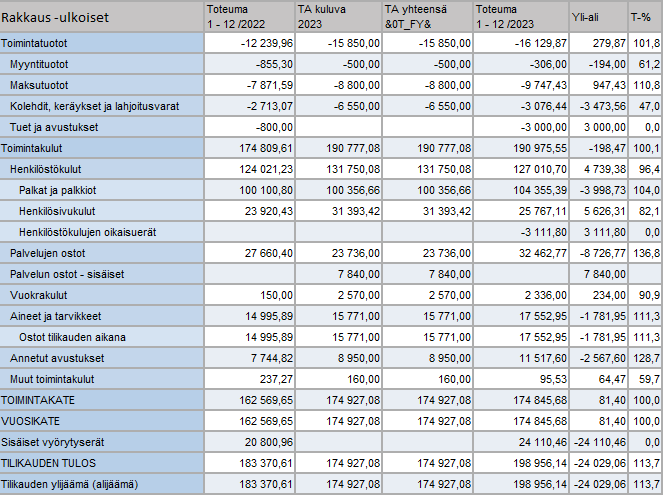 Rakkaus -ulkoiset Toteuma 1 - 12 /2022 TA kuluva 2023 TA yhteensä &0T_FY& Toteuma 1 - 12 /2023 Yli-ali T-%
Toimintatuotot -12 239,96 -15 850,00 -15 850,00 -16 129,87 279,87 101,8
Myyntituotot -855,30 -500,00 -500,00 -306,00 -194,00 61,2
Maksutuotot -7 871,59 -8 800,00 -8 800,00 -9 747,43 947,43 110,8
Kolehdit, keräykset ja lahjoitusvarat -2 713,07 -6 550,00 -6 550,00 -3 076,44 -3 473,56 47,0
Tuet ja avustukset -800,00 -3 000,00 3 000,00 0,0
Toimintakulut 174 809,61 190 777,08 190 777,08 190 975,55 -198,47 100,1
Henkilöstökulut 124 021,23 131 750,08 131 750,08 127 010,70 4 739,38 96,4
Palkat ja palkkiot 100 100,80 100 356,66 100 356,66 104 355,39 -3 998,73 104,0
Henkilösivukulut 23 920,43 31 393,42 31 393,42 25 767,11 5 626,31 82,1
Henkilöstökulujen oikaisuerät -3 111,80 3 111,80 0,0
Palvelujen ostot 27 660,40 23 736,00 23 736,00 32 462,77 -8 726,77 136,8
Palvelun ostot - sisäiset 7 840,00 7 840,00 7 840,00
Vuokrakulut 150,00 2 570,00 2 570,00 2 336,00 234,00 90,9
Aineet ja tarvikkeet 14 995,89 15 771,00 15 771,00 17 552,95 -1 781,95 111,3
Ostot tilikauden aikana 14 995,89 15 771,00 15 771,00 17 552,95 -1 781,95 111,3
Annetut avustukset 7 744,82 8 950,00 8 950,00 11 517,60 -2 567,60 128,7
Muut toimintakulut 237,27 160,00 160,00 95,53 64,47 59,7
TOIMINTAKATE 162 569,65 174 927,08 174 927,08 174 845,68 81,40 100,0
VUOSIKATE 162 569,65 174 927,08 174 927,08 174 845,68 81,40 100,0
Sisäiset vyörytyserät 20 800,96 24 110,46 -24 110,46 0,0
TILIKAUDEN TULOS 183 370,61 174 927,08 174 927,08 198 956,14 -24 029,06 113,7
Tilikauden ylijäämä (alijäämä) 183 370,61 174 927,08 174 927,08 198 956,14 -24 029,06 113,7